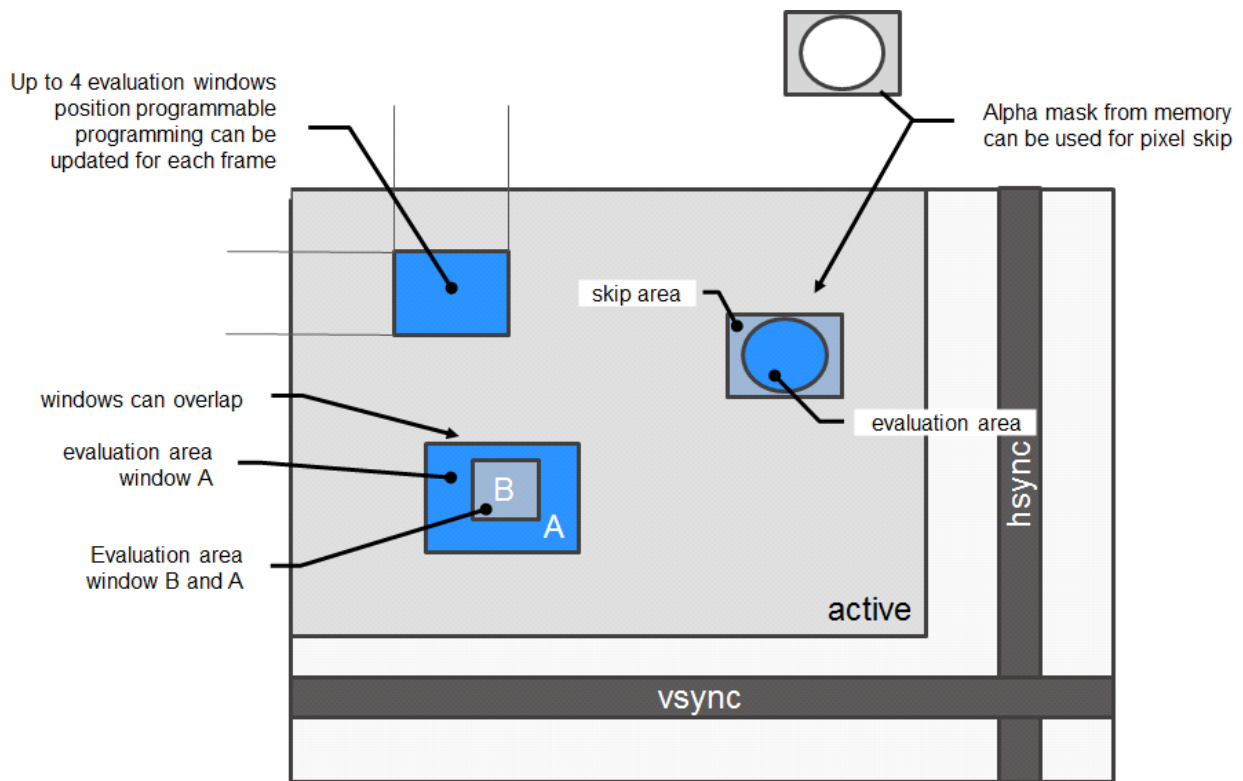 Up to 4 evaluation windows
position programmable
programming can be
updated for each frame
Alpha mask from memory
can be used for pixel skip
skip area
evaluation area
windows can overlap
evaluation area
window A
B
A
Evaluation area
window B and A
active
hsync
vsync